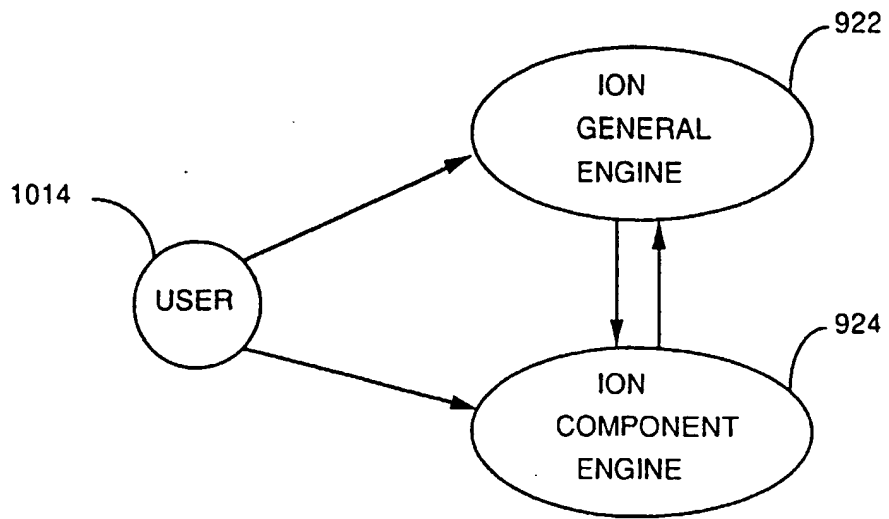 922
ION
GENERAL
ENGINE
1014
USER
924
ION
COMPONENT
ENGINE